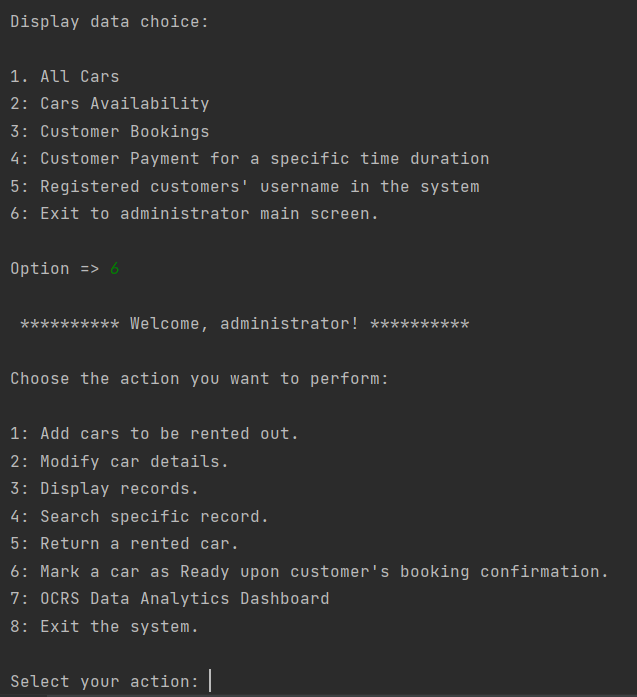 Display data choice:
1. All Cars
2: Cars Availability
3: Customer Bookings
4: Customer Payment for a specific time duration
5: Registered customers' username in the system
6: Exit to administrator main screen.
Option => 6
********** Welcome, administrator! **********
Choose the action you want to perform:
1: Add cars to be rented out.
2: Modify car details.
3: Display records.
4: Search specific record.
5: Return a rented car.
6: Mark a car as Ready upon customer's booking confirmation.
7: OCRS Data Analytics Dashboard
8: Exit the system.
Select your action: